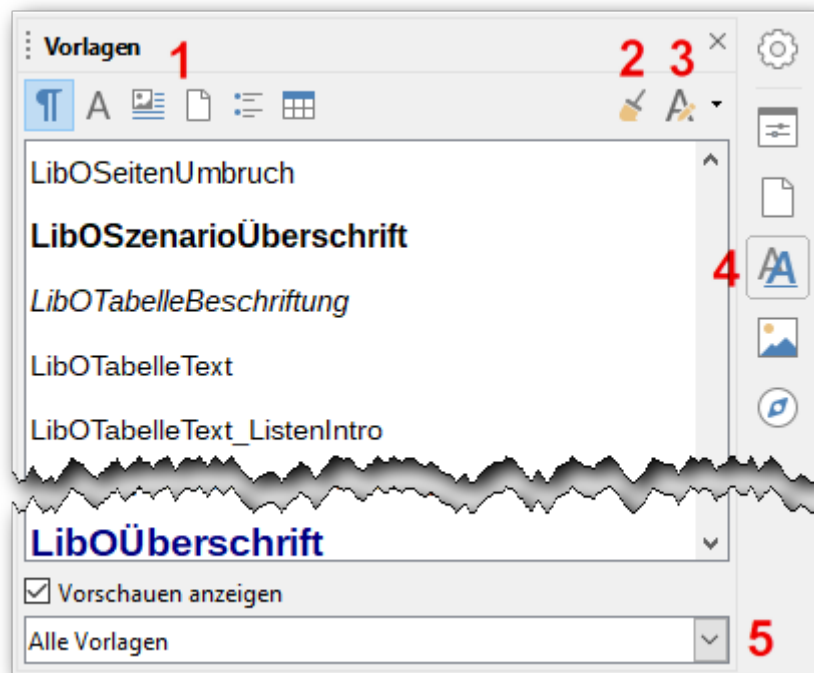 Vorlagen
1
2
3
LibOSeitenUmbruch
LibOSzenarioÜberschrift
LibOTabelleBeschriftung
4
LibOTabelleText
LibOTabelleText_ListenIntro
LibOÜberschrift
Vorschauen anzeigen
Alle Vorlagen
5